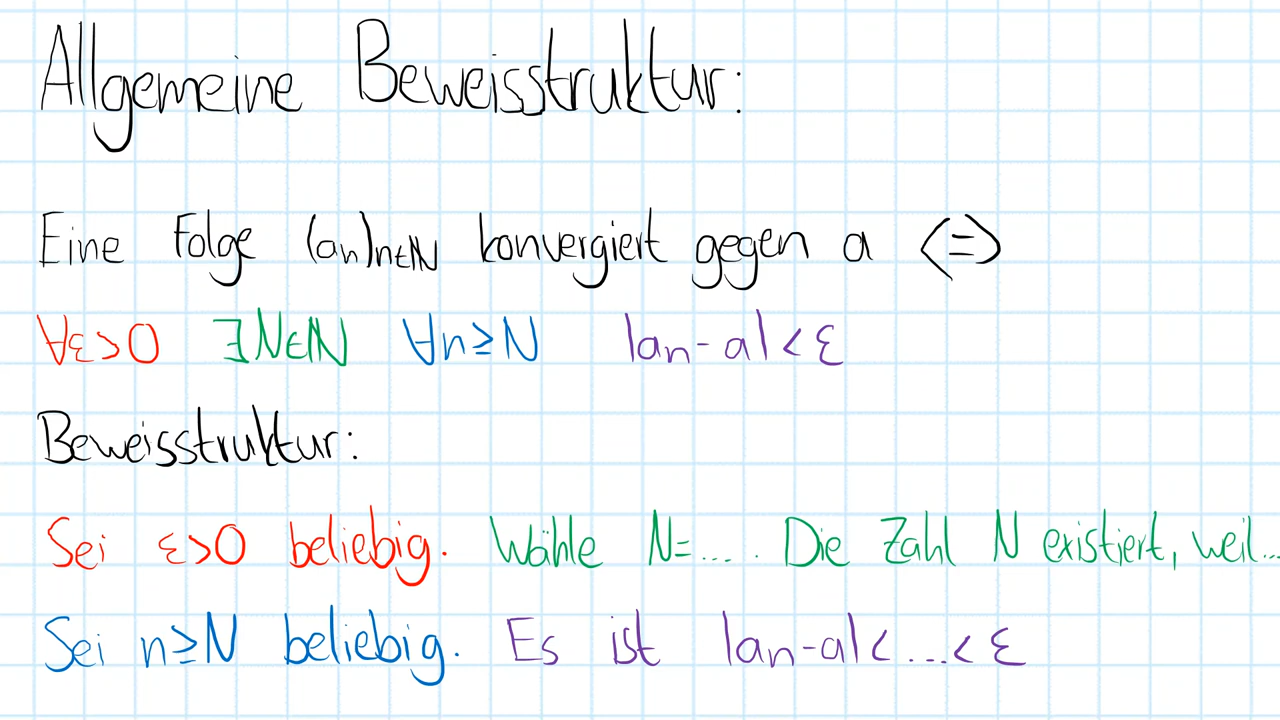 Allgemeine Beweisstruktur:
Eine Folge (an)n∈ℕ konvergiert gegen a <=>
∀ε>0 ∃N∈ℕ ∀n≥N |an-a|<ε
Beweisstruktur:
Sei ε>0 beliebig. Wähle N=.... Die Zahl N existiert, weil...
Sei n≥N beliebig. Es ist |an-a|<...<ε